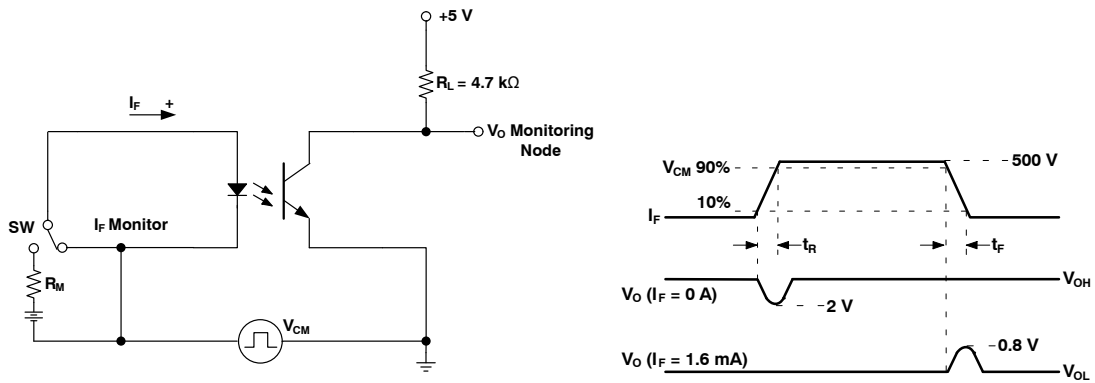 +5 V
R_L = 4.7 kΩ
I_F +
V_O Monitoring
Node
SW
I_F Monitor
R_M
V_CM
V_CM 90%
500 V
10%
I_F
t_R
t_F
V_O (I_F = 0 A)
V_OH
2 V
0.8 V
V_O (I_F = 1.6 mA)
V_OL